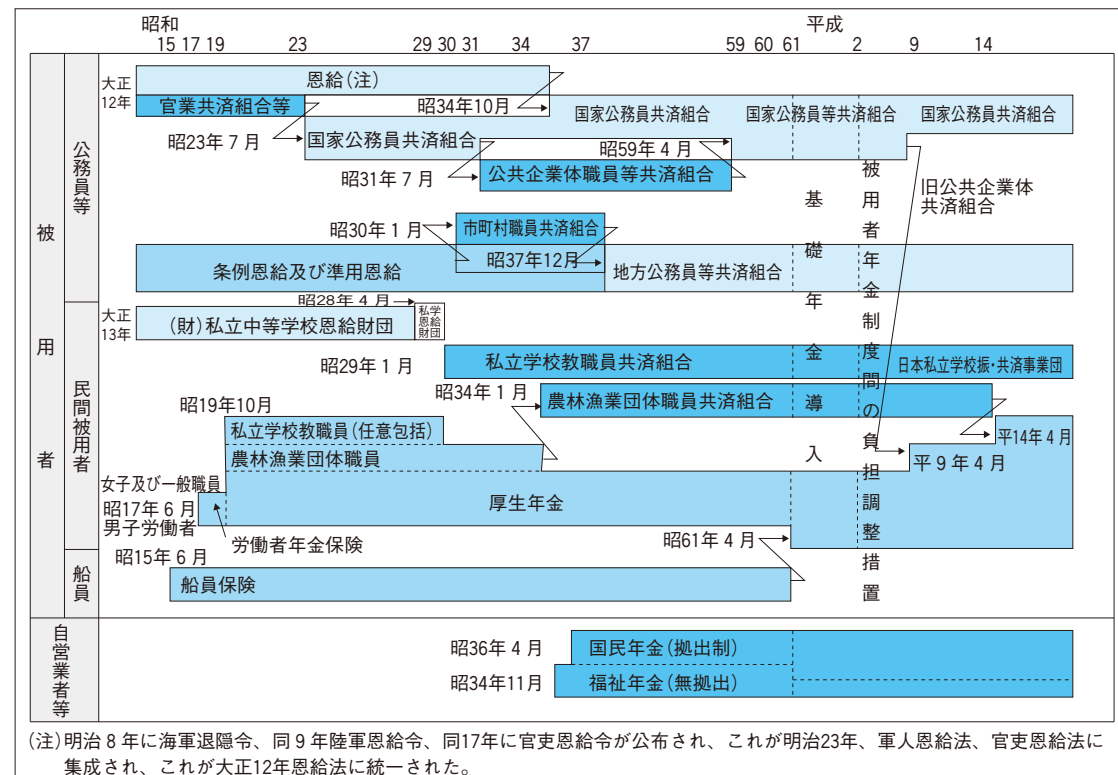 昭和
平成
15 17 19 23 29 30 31 34 37 59 60 61 2 9 14
被用者
公務員等
大正
12年
恩給(注)
官業共済組合等
昭34年10月
国家公務員共済組合
国家公務員等共済組合
国家公務員共済組合
昭23年7月
国家公務員共済組合
昭59年4月
昭31年7月
公共企業体職員等共済組合
旧公共企業体
共済組合
昭30年1月
市町村職員共済組合
昭37年12月
条例恩給及び準用恩給
地方公務員等共済組合
基礎年金導入
被用者年金制度間の負担調整措置
民間被用者
大正
13年
昭28年4月
(財)私立中等学校恩給財団
私学
恩給
財団
昭29年1月
私立学校教職員共済組合
日本私立学校振・共済事業団
昭34年1月
農林漁業団体職員共済組合
昭19年10月
私立学校教職員(任意包括)
平14年4月
農林漁業団体職員
平9年4月
女子及び一般職員
昭17年6月
男子労働者
厚生年金
労働者年金保険
昭61年4月
船員
昭15年6月
船員保険
自営業者等
昭36年4月
国民年金(拠出制)
昭34年11月
福祉年金(無拠出)
(注)明治8年に海軍退隠令、同9年陸軍恩給令、同17年に官吏恩給令が公布され、これが明治23年、軍人恩給法、官吏恩給法に
集成され、これが大正12年恩給法に統一された。